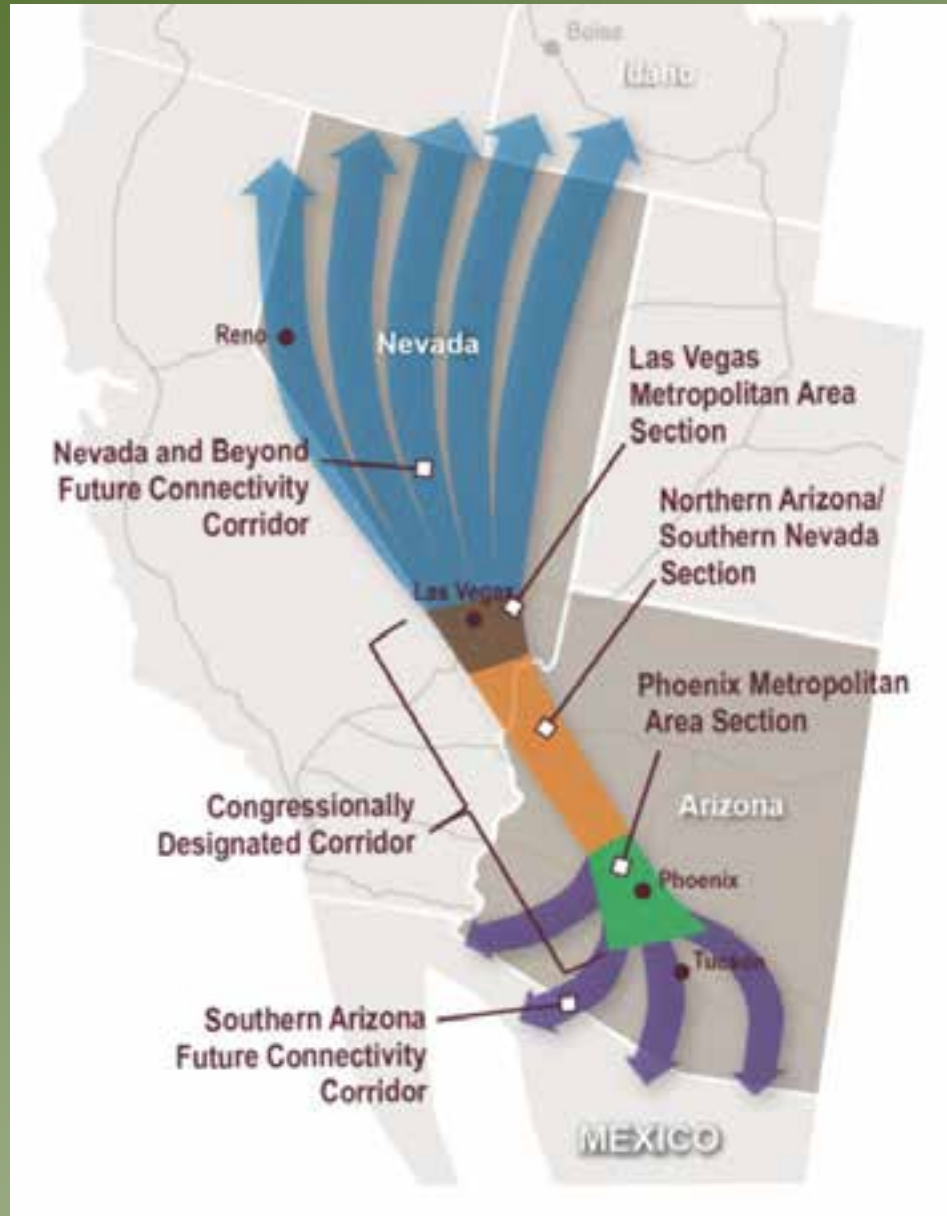 Boise
Idaho
Reno
Nevada
Las Vegas
Metropolitan Area
Section
Nevada and Beyond
Future Connectivity
Corridor
Northern Arizona/
Southern Nevada
Section
Las Vegas
Phoenix Metropolitan
Area Section
Congressionally
Designated Corridor
Arizona
Phoenix
Tucson
Southern Arizona
Future Connectivity
Corridor
MEXICO